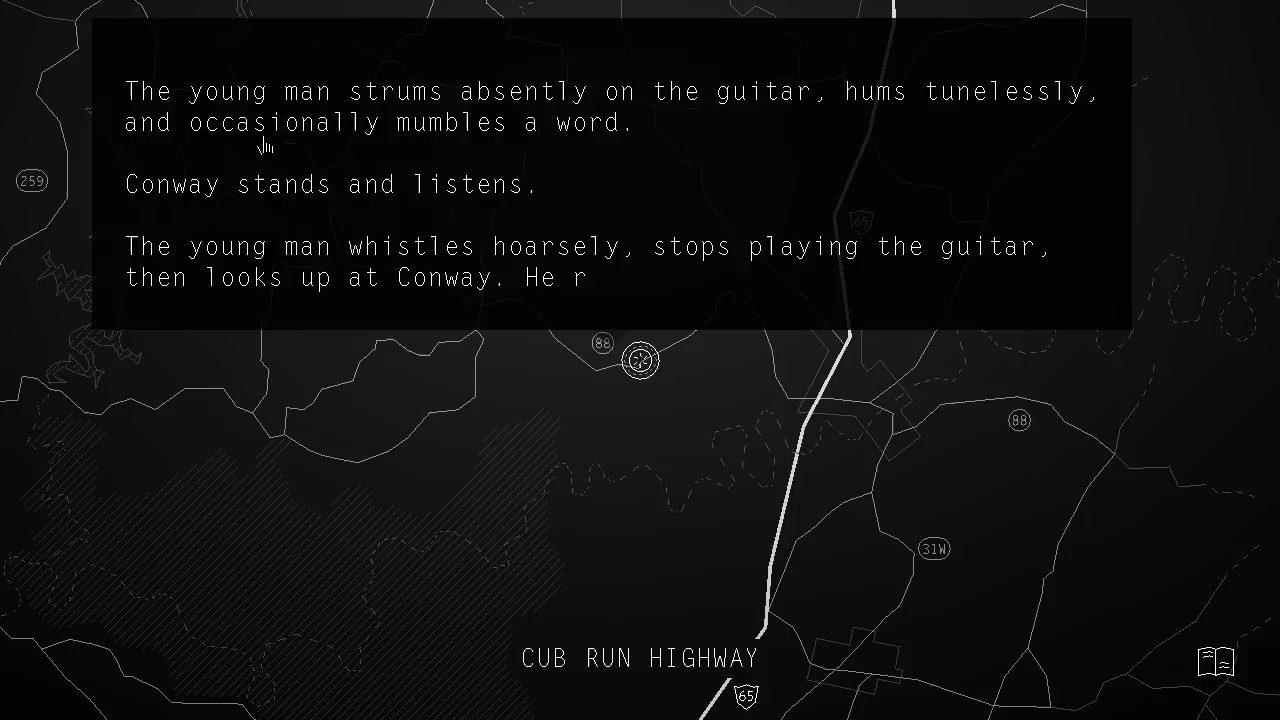 The young man strums absently on the guitar, hums tunelessly,
and occasionally mumbles a word.
Conway stands and listens.
The young man whistles hoarsely, stops playing the guitar,
then looks up at Conway. He r
259
65
88
88
31W
CUB RUN HIGHWAY
65